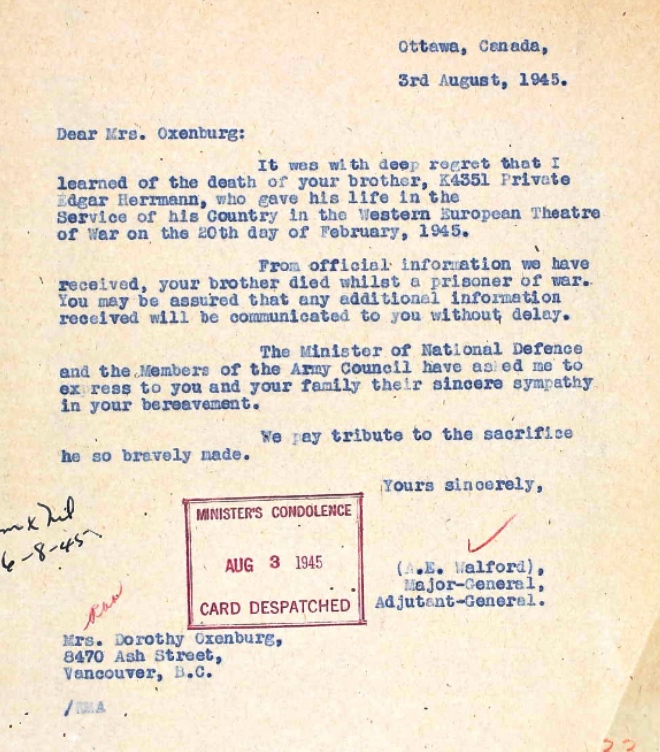 Ottawa, Canada,
3rd August, 1945.
Dear Mrs. Oxenburg:
It was with deep regret that I
learned of the death of your brother, K4351 Private
Edgar Herrmann, who gave his life in the
Service of his Country in the Western European Theatre
of War on the 20th day of February, 1945.
From official information we have
received, your brother died whilst a prisoner of war.
You may be assured that any additional information
received will be communicated to you without delay.
The Minister of National Defence
and the Members of the Army Council have asked me to
express to you and your family their sincere sympathy
in your bereavement.
We pay tribute to the sacrifice
he so bravely made.
Yours sincerely,
6-8-45
MINISTER'S CONDOLENCE
AUG 3 1945
CARD DESPATCHED
(A.E. Walford),
Major-General,
Adjutant-General.
Mrs. Dorothy Oxenburg,
8470 Ash Street,
Vancouver, B.C.